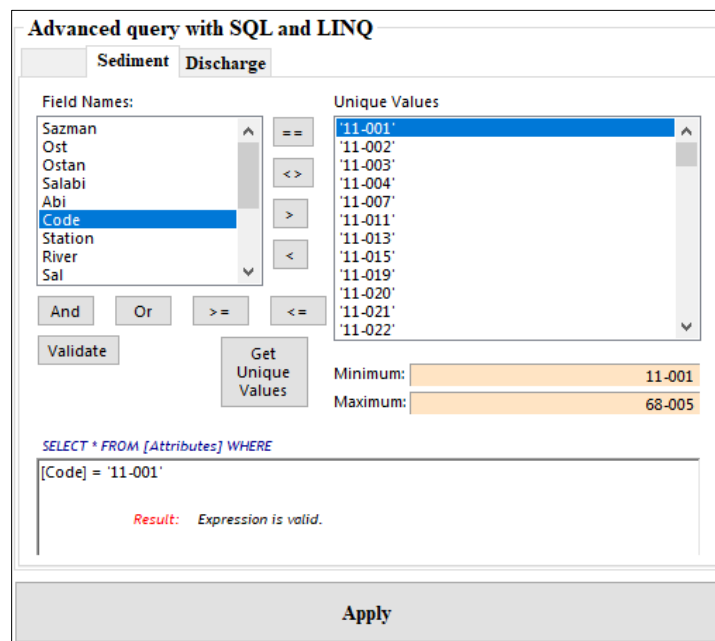 Advanced query with SQL and LINQ
Sediment Discharge
Field Names:
Sazman
Ost
Ostan
Salabi
Abi
Code
Station
River
Sal
==
<>
>
<
And Or >= <=
Validate
Get
Unique
Values
Unique Values
'11-001'
'11-002'
'11-003'
'11-004'
'11-007'
'11-011'
'11-013'
'11-015'
'11-019'
'11-020'
'11-021'
'11-022'
Minimum: 11-001
Maximum: 68-005
SELECT * FROM [Attributes] WHERE
[Code] = '11-001'
Result: Expression is valid.
Apply